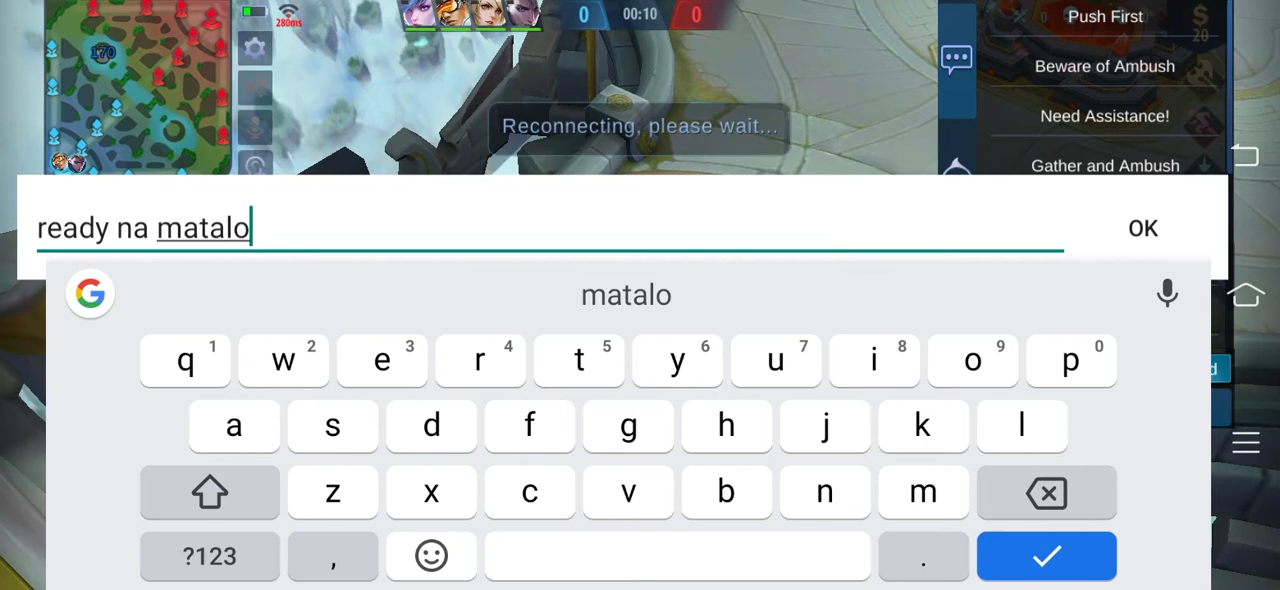 280ms
170
0 00:10 0
Push First
$
20
Beware of Ambush
Reconnecting, please wait...
Need Assistance!
Gather and Ambush
ready na matalo
OK
G
matalo
q 1 w 2 e 3 r 4 t 5 y 6 u 7 i 8 o 9 p 0
a s d f g h j k l
z x c v b n m
?123 , .